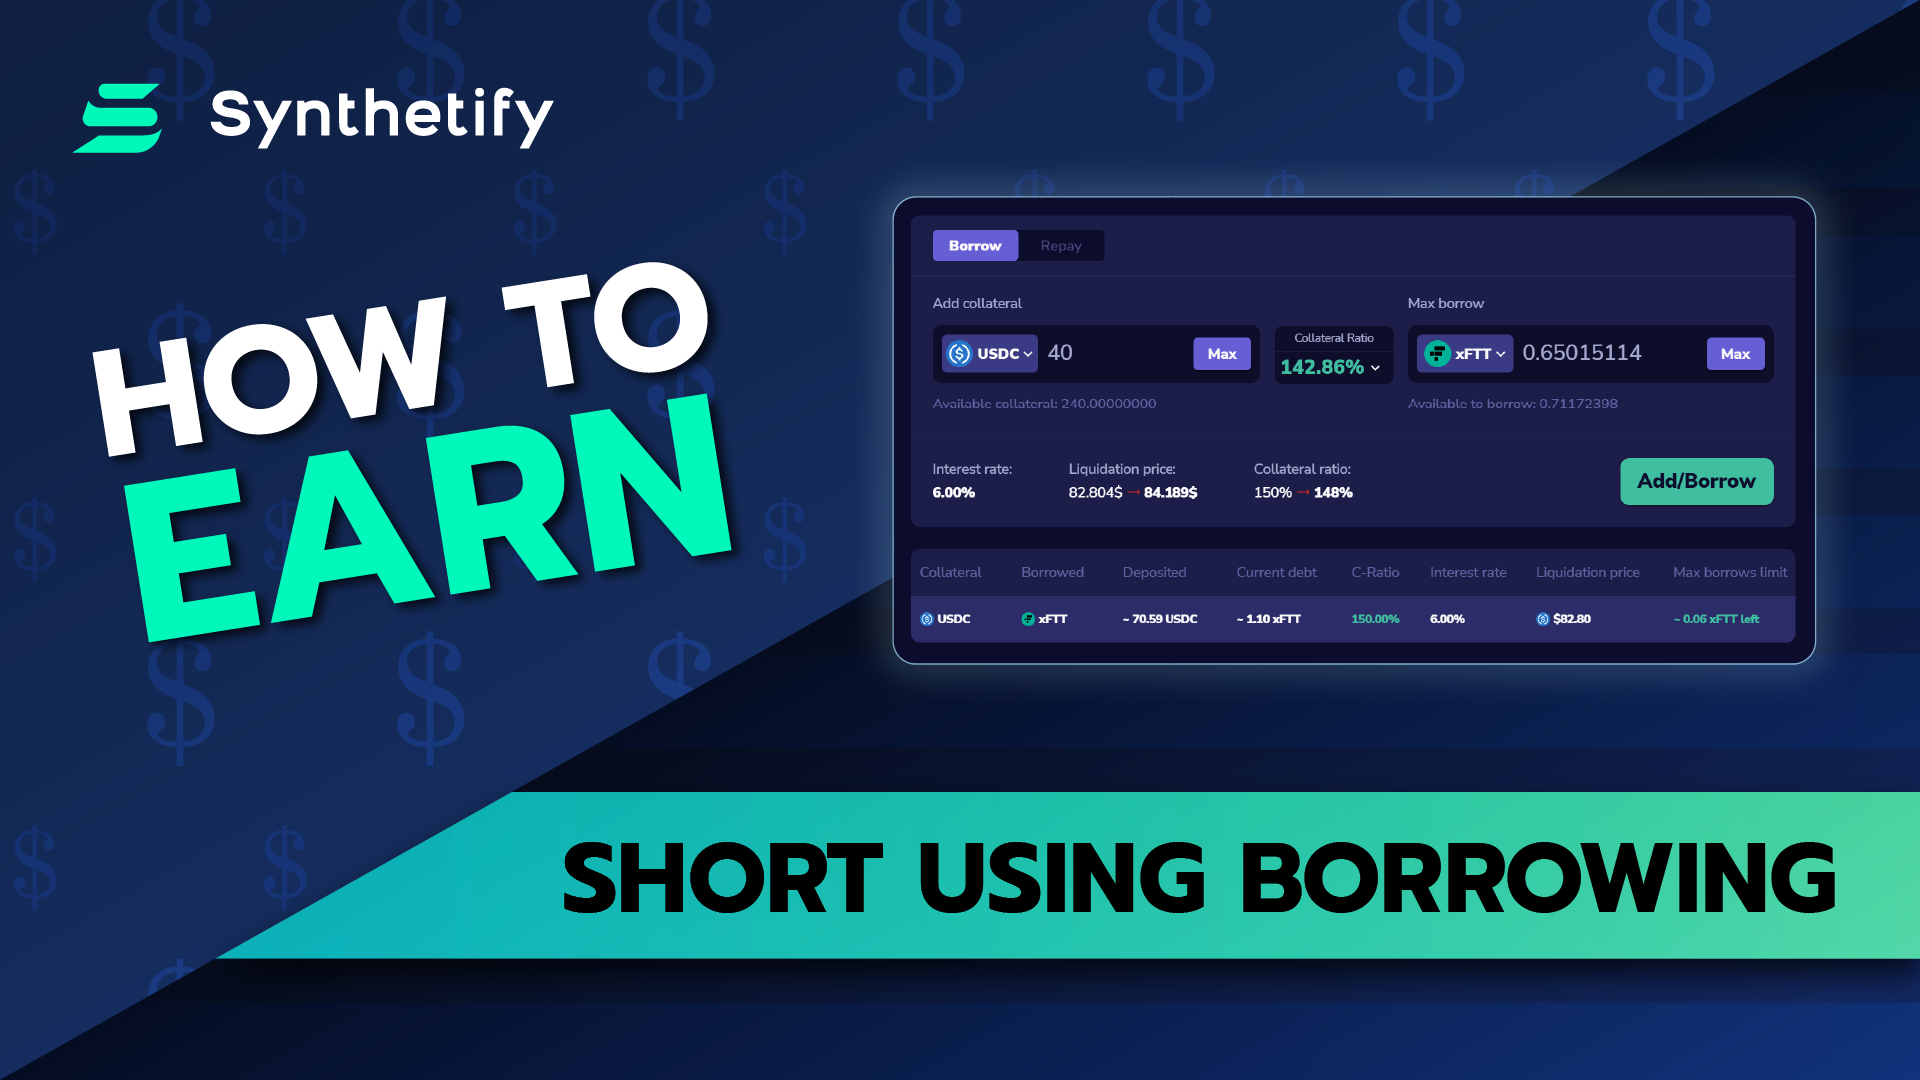 Synthetify
HOW TO
EARN
Borrow Repay
Add collateral
USDC 40 Max
Available collateral: 240.00000000
Collateral Ratio
142.86%
Max borrow
xFTT 0.65015114 Max
Available to borrow: 0.71172398
Interest rate: Liquidation price: Collateral ratio:
6.00% 82.804$ → 84.189$ 150% → 148%
Add/Borrow
Collateral Borrowed Deposited Current debt C-Ratio Interest rate Liquidation price Max borrows limit
USDC xFTT ~ 70.59 USDC ~ 1.10 xFTT 150.00% 6.00% $82.80 ~ 0.06 xFTT left
SHORT USING BORROWING